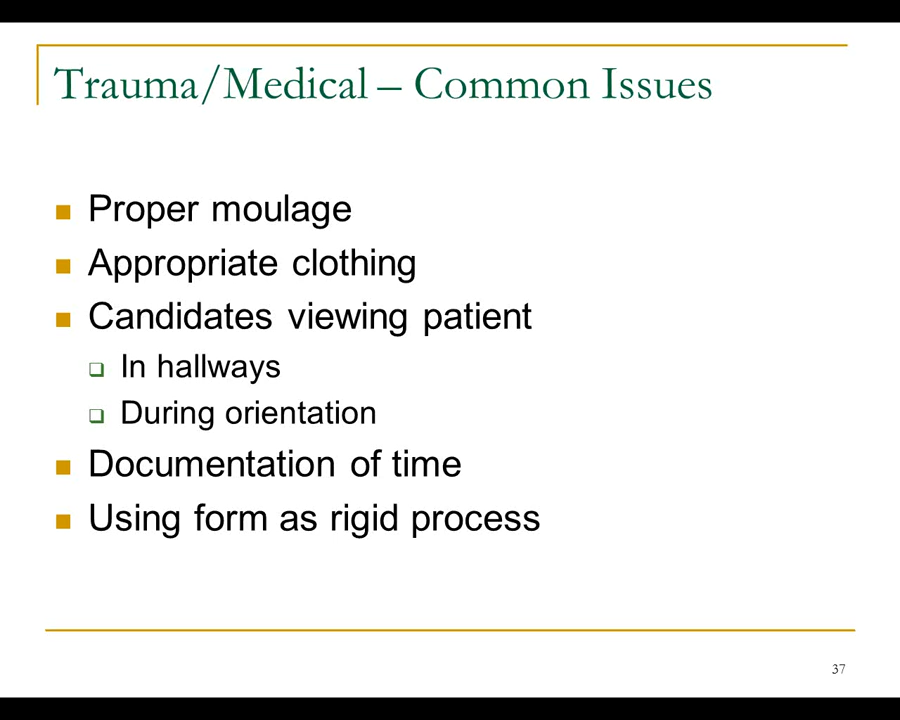 Trauma/Medical – Common Issues
Proper moulage
Appropriate clothing
Candidates viewing patient
In hallways
During orientation
Documentation of time
Using form as rigid process
37